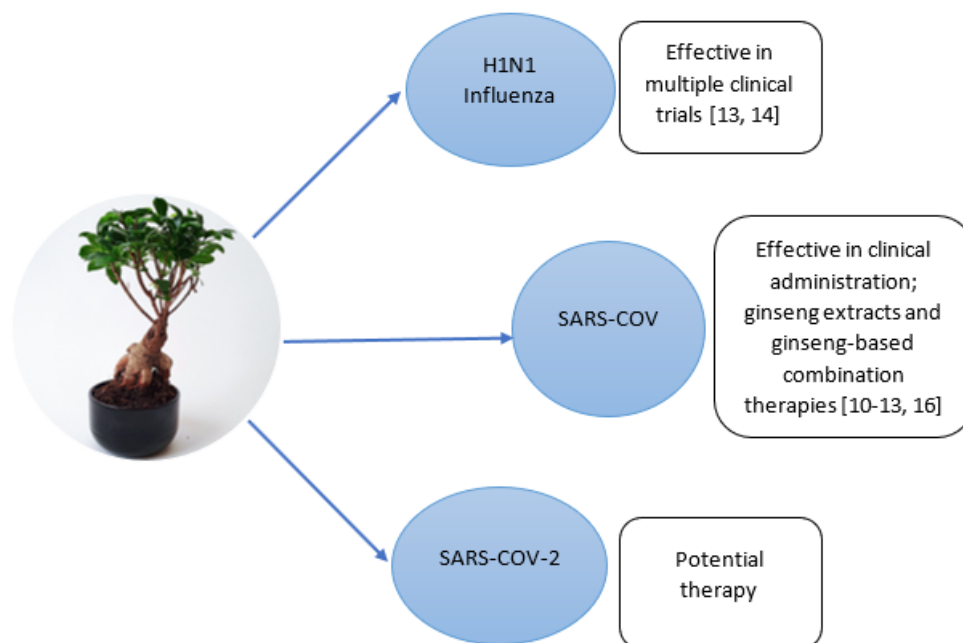 H1N1
Influenza
Effective in
multiple clinical
trials [13, 14]
SARS-COV
Effective in clinical
administration;
ginseng extracts and
ginseng-based
combination
therapies [10-13, 16]
SARS-COV-2
Potential
therapy